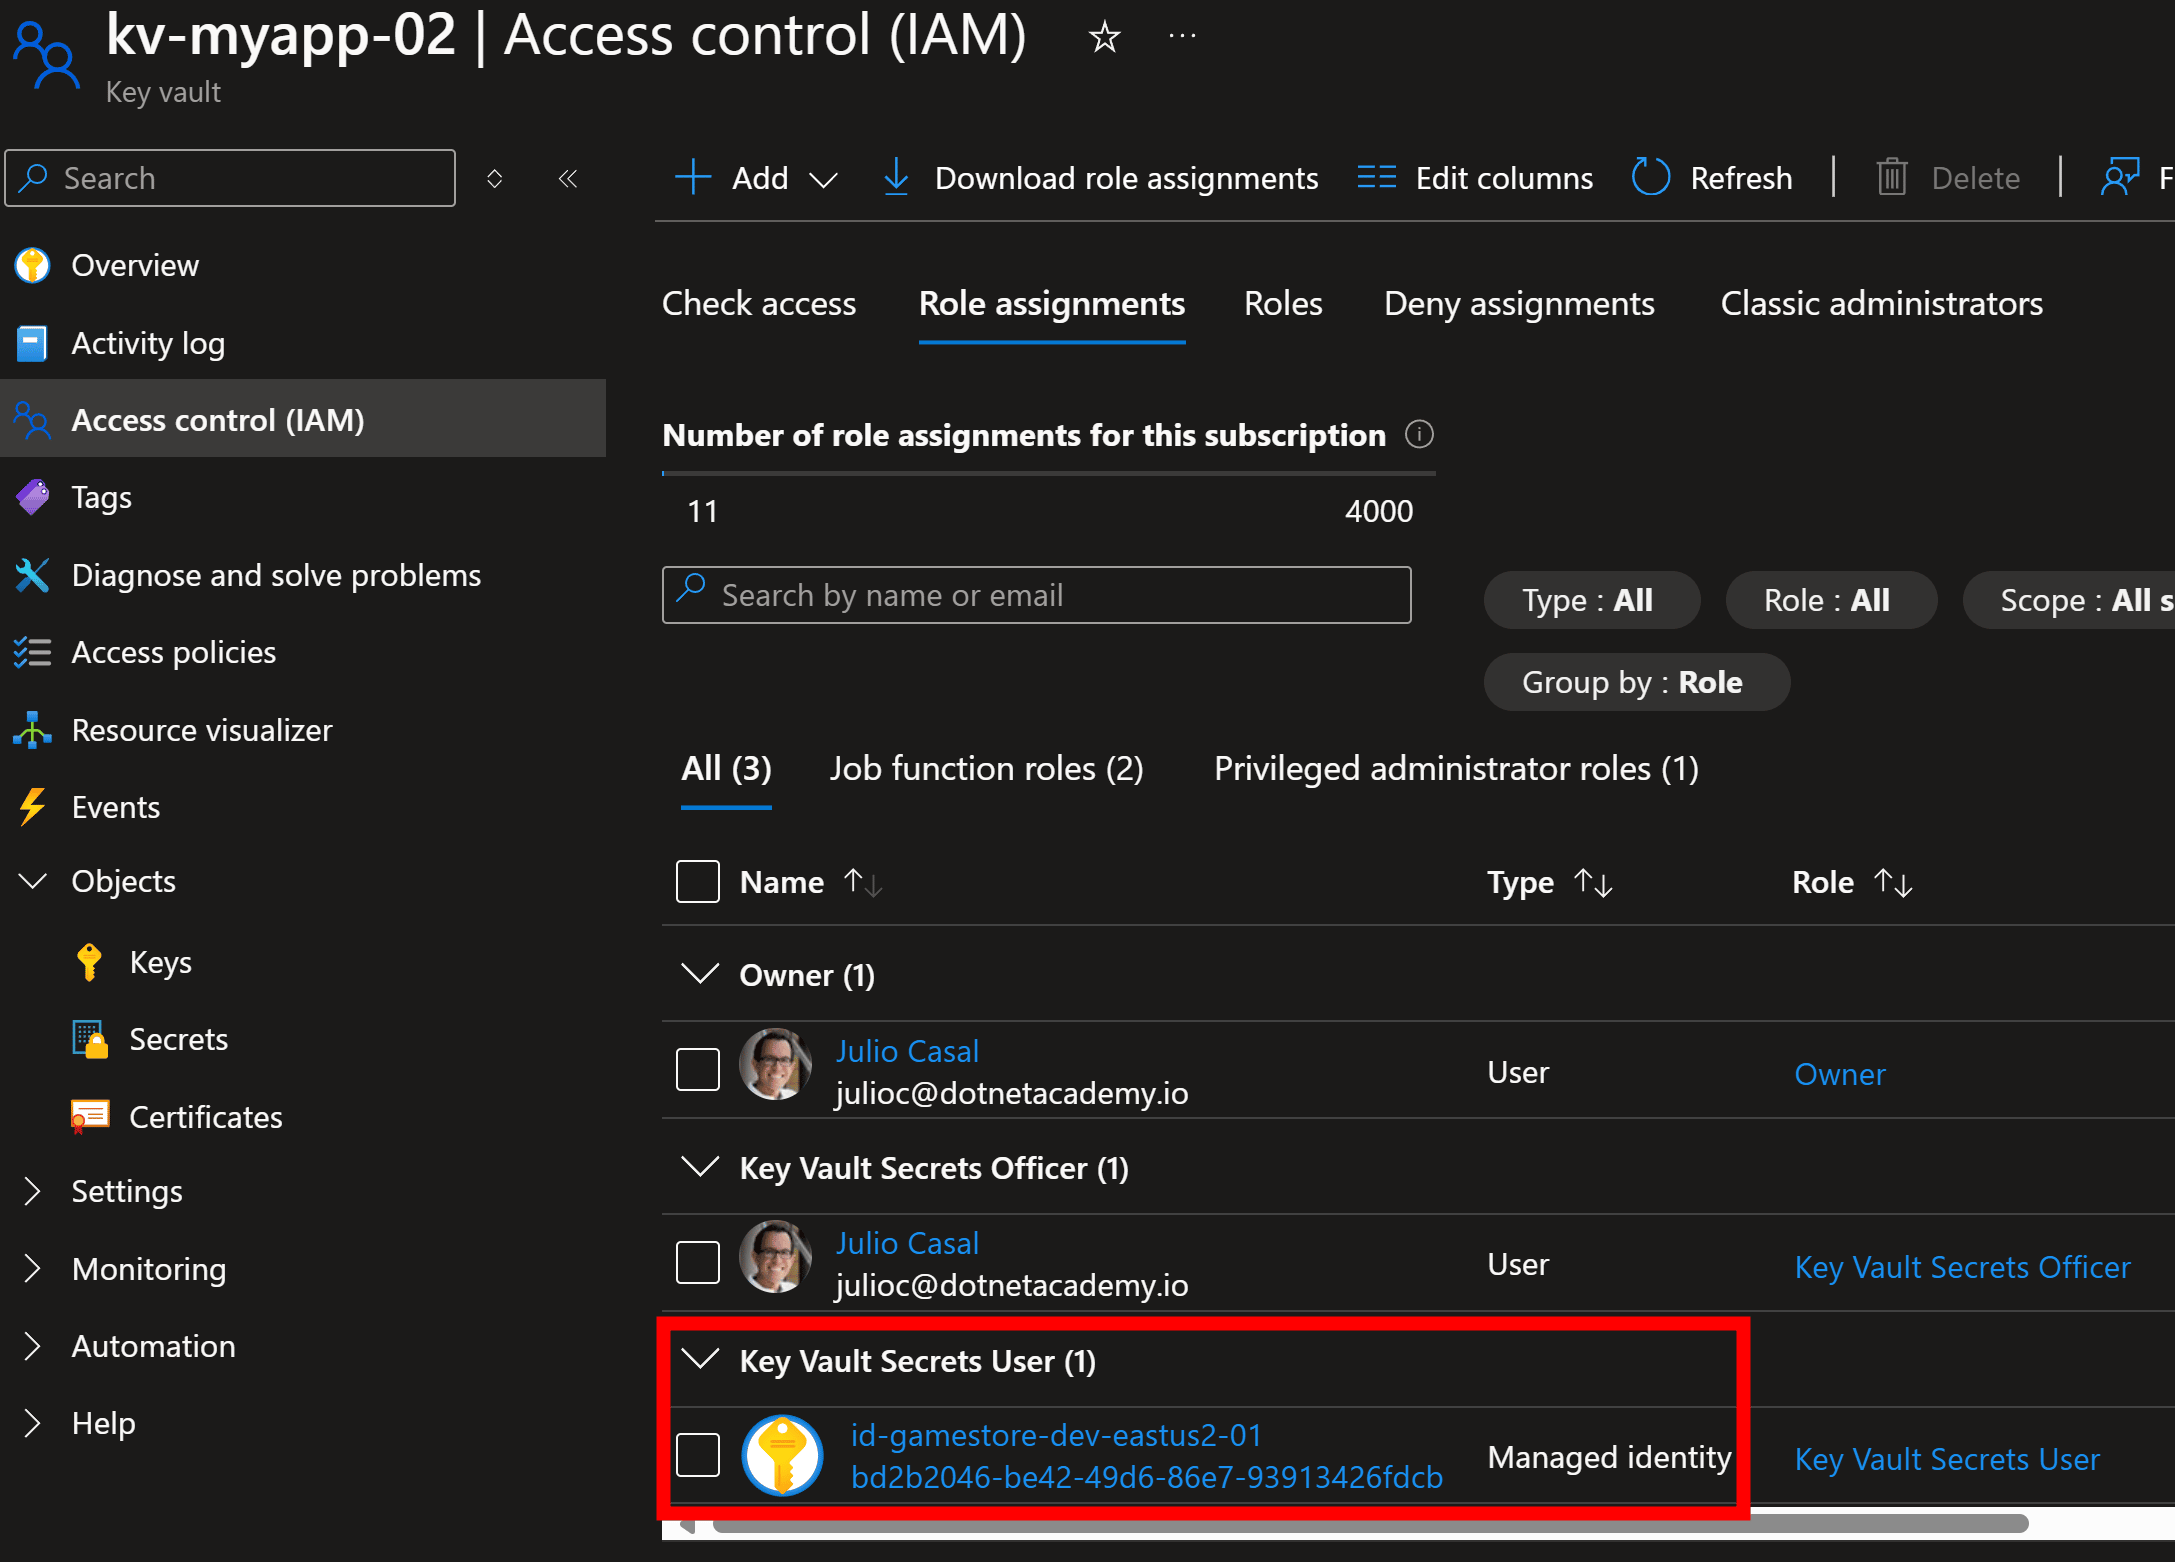 kv-myapp-02 | Access control (IAM)
Key vault
Search
Overview
Activity log
Access control (IAM)
Tags
Diagnose and solve problems
Access policies
Resource visualizer
Events
Objects
Keys
Secrets
Certificates
Settings
Monitoring
Automation
Help
Add
Download role assignments
Edit columns
Refresh
Delete
F
Check access
Role assignments
Roles
Deny assignments
Classic administrators
Number of role assignments for this subscription
11 4000
Search by name or email
Type : All
Role : All
Scope : All s
Group by : Role
All (3)
Job function roles (2)
Privileged administrator roles (1)
Name Type Role
Owner (1)
Julio Casal
julioc@dotnetacademy.io
User
Owner
Key Vault Secrets Officer (1)
Julio Casal
julioc@dotnetacademy.io
User
Key Vault Secrets Officer
Key Vault Secrets User (1)
id-gamestore-dev-eastus2-01
bd2b2046-be42-49d6-86e7-93913426fdcb
Managed identity
Key Vault Secrets User